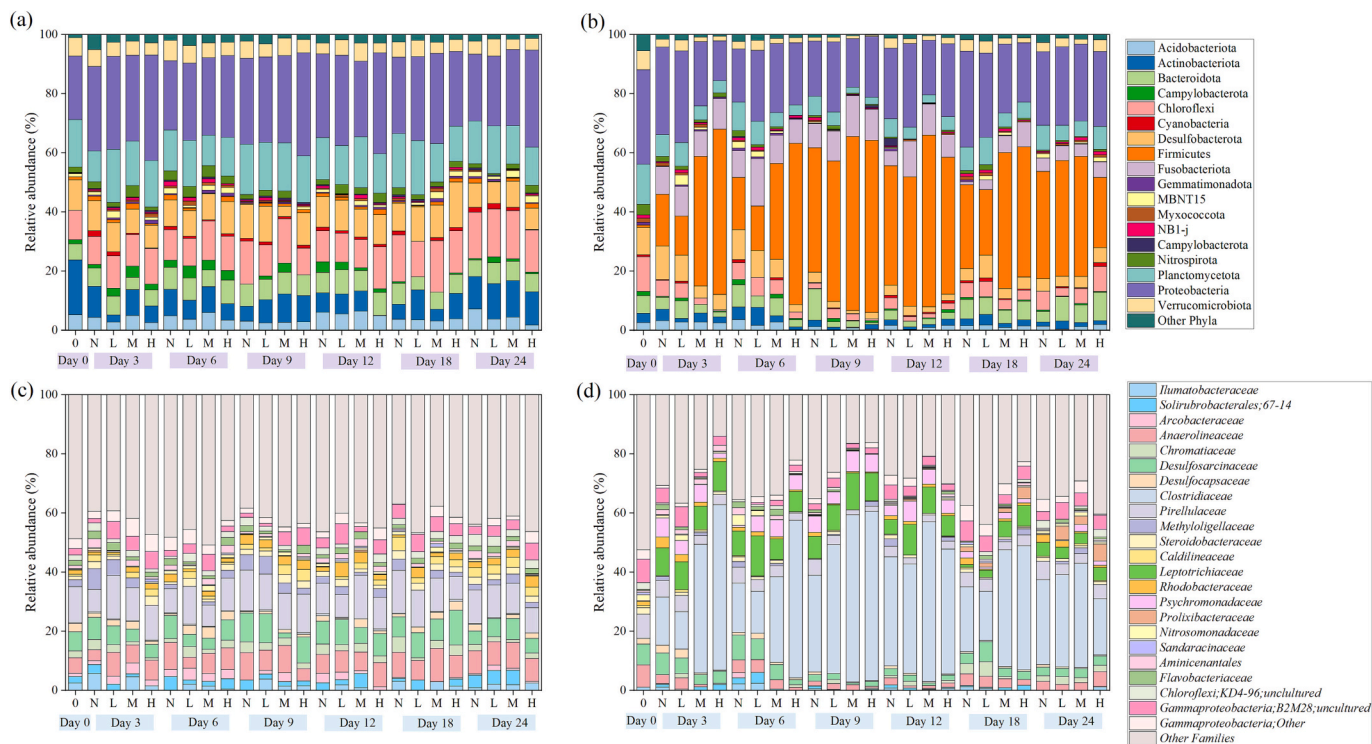 (a)
Relative abundance (%)
100
80
60
40
20
0
0 N L M H N L M H N L M H N L M H N L M H N L M H
Day 0 Day 3 Day 6 Day 9 Day 12 Day 18 Day 24
(b)
Relative abundance (%)
100
80
60
40
20
0
0 N L M H N L M H N L M H N L M H N L M H N L M H
Day 0 Day 3 Day 6 Day 9 Day 12 Day 18 Day 24
Acidobacteriota
Actinobacteriota
Bacteroidota
Campylobacterota
Chloroflexi
Cyanobacteria
Desulfobacterota
Firmicutes
Fusobacteriota
Gemmatimonadota
MBNT15
Myxococcota
NB1-j
Campylobacterota
Nitrospirota
Planctomycetota
Proteobacteria
Verrucomicrobiota
Other Phyla
(c)
Relative abundance (%)
100
80
60
40
20
0
0 N L M H N L M H N L M H N L M H N L M H N L M H
Day 0 Day 3 Day 6 Day 9 Day 12 Day 18 Day 24
(d)
Relative abundance (%)
100
80
60
40
20
0
0 N L M H N L M H N L M H N L M H N L M H N L M H
Day 0 Day 3 Day 6 Day 9 Day 12 Day 18 Day 24
Ilumatobacteraceae
Solirubrobacterales;67-14
Arcobacteraceae
Anaerolineaceae
Chromatiaceae
Desulfosarcinaceae
Desulfocapsaceae
Clostridiaceae
Pirellulaceae
Methyloligellaceae
Steroidobacteraceae
Caldilineaceae
Leptotrichiaceae
Rhodobacteraceae
Psychromonadaceae
Prolixibacteraceae
Nitrosomonadaceae
Sandaracinaceae
Aminicenantales
Flavobacteriaceae
Chloroflexi;KD4-96;uncultured
Gammaproteobacteria;B2M28;uncultured
Gammaproteobacteria;Other
Other Families